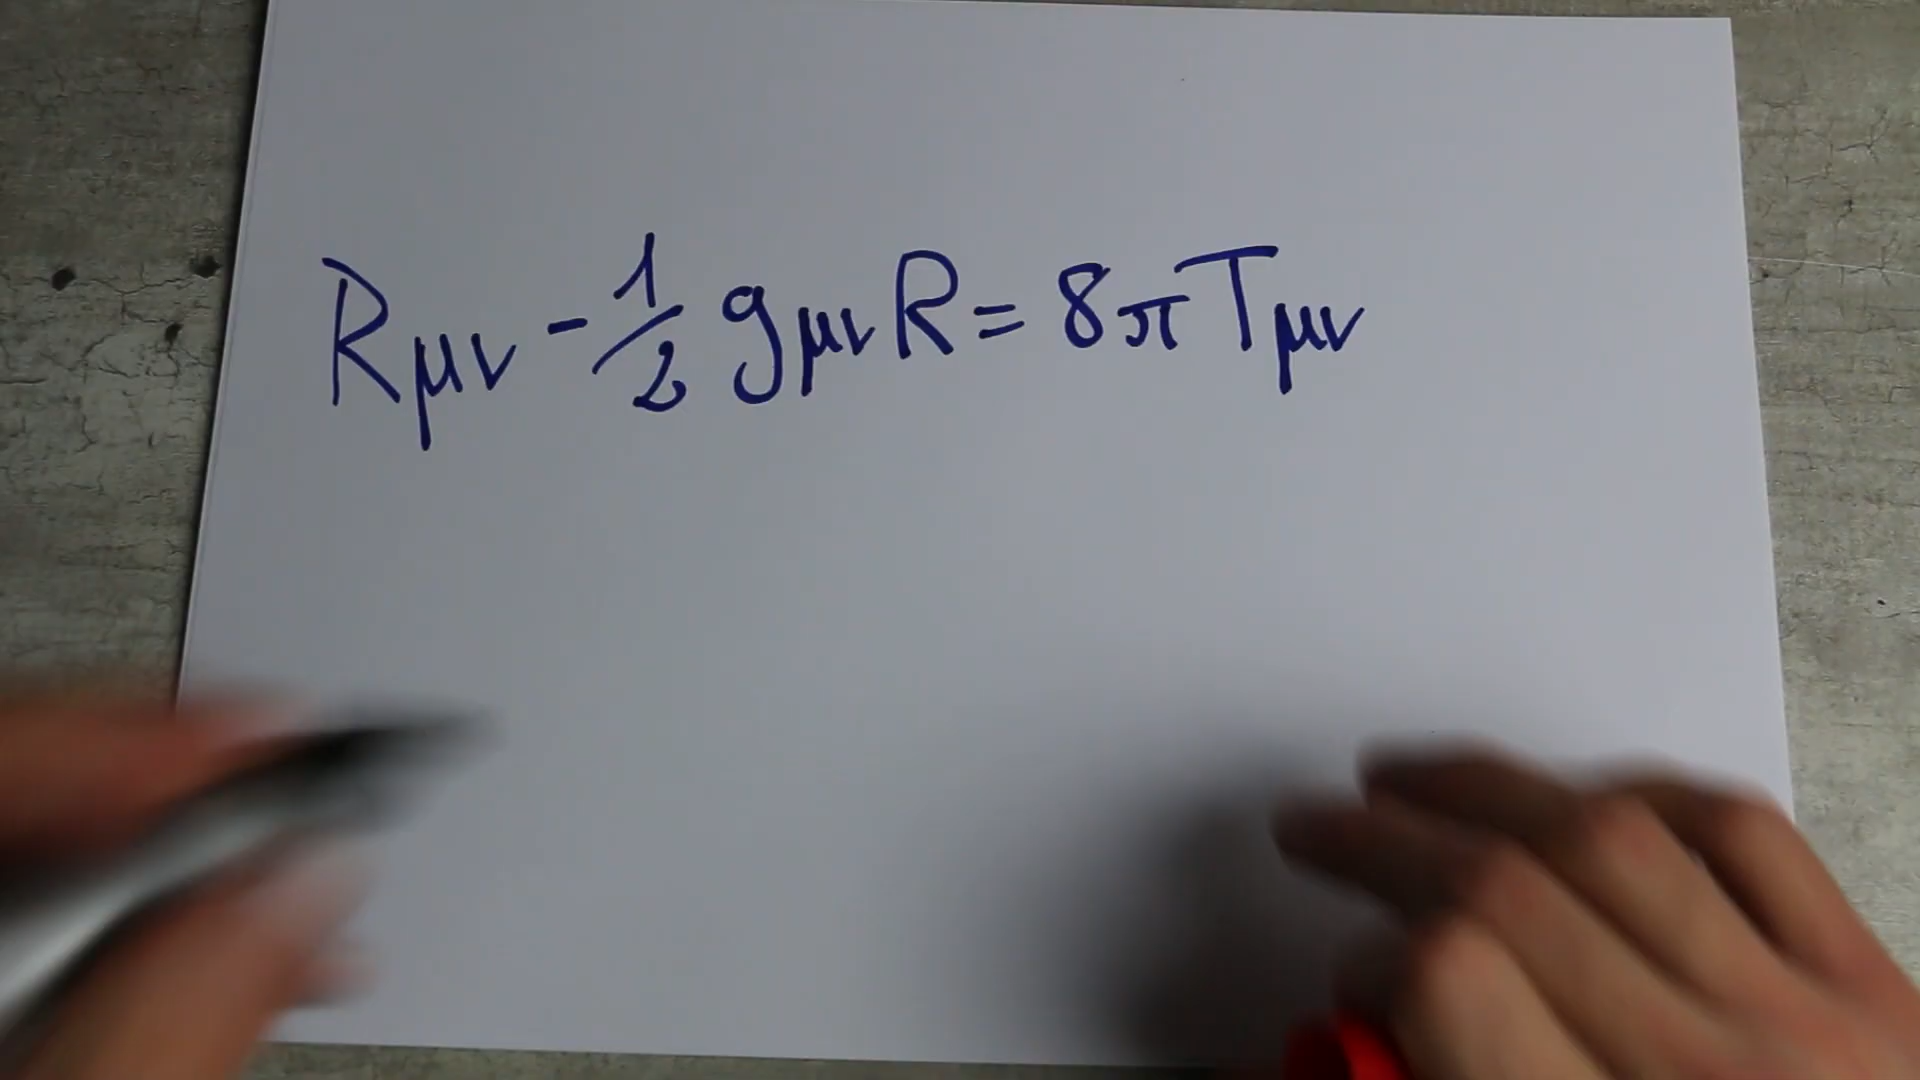 Rμν - 1/2 gμν R = 8π Tμν